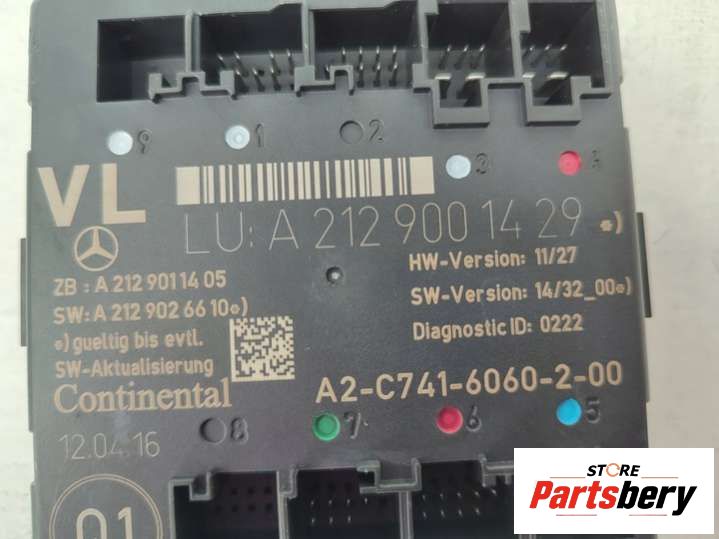 9 1 2 3 4
VL
LU: A 212 900 14 29 *)
HW-Version: 11/27
ZB : A 212 901 14 05
SW-Version: 14/32_00*)
SW: A 212 902 66 10*)
Diagnostic ID: 0222
*) gueltig bis evtl.
SW-Aktualisierung
Continental
A2-C741-6060-2-00
12.04.16
8 7 6 5
01
STORE
Partsbery